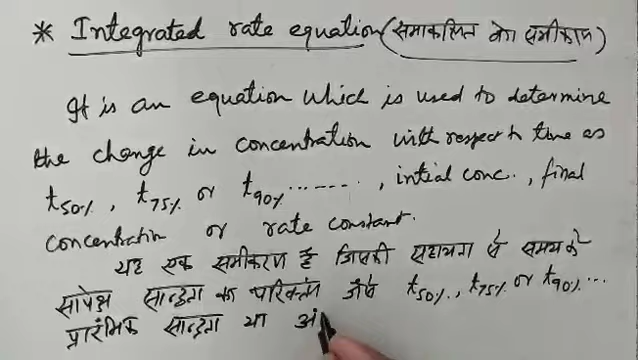 * Integrated rate equation (समाकलित वेग समीकरण)
It is an equation which is used to determine
the change in concentration with respect to time as
t50%, t75% or t90% ......., intial conc., final
concentration or rate constant.
यह एक समीकरण है जिसकी सहायता से समय के
सापेक्ष सान्द्रता का परिवर्तन जैसे t50%, t75% or t90% ...
प्रारंभिक सान्द्रता या अं